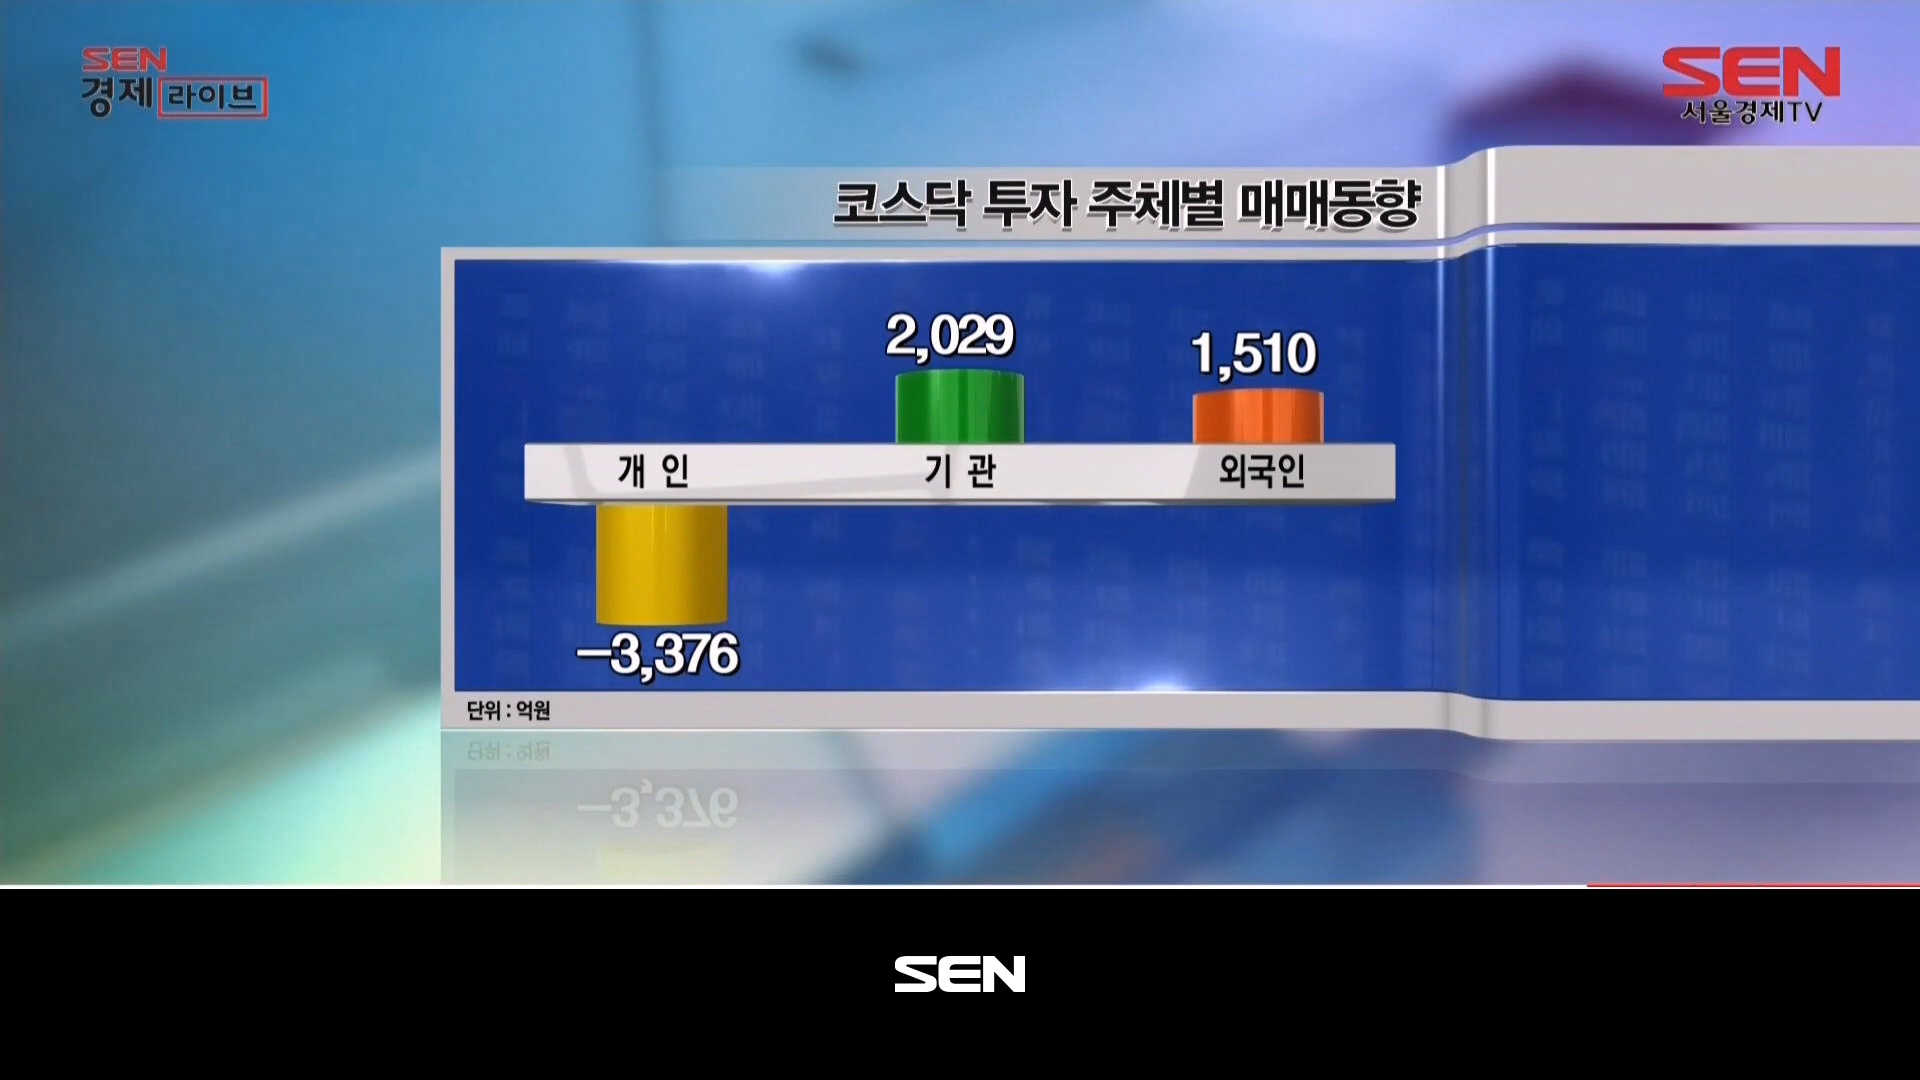 SEN
경제 라이브
SEN
서울경제TV
코스닥 투자 주체별 매매동향
2,029
1,510
개 인
기 관
외국인
-3,376
단위 : 억원
SEN